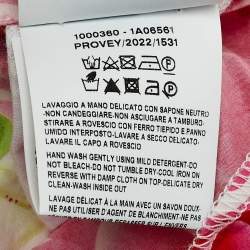 1000360 - 1A06561
PROVEY/2022/1531
LAVAGGIO A MANO DELICATO CON SAPONE NEUTRO
-NON CANDEGGIARE-NON ASCIUGARE A TAMBURO-
STIRARE A ROVESCIO CON FERRO TIEPIDO E PANNO
UMIDO INTERPOSTO-LAVARE A SECCO DELICATO-
LAVARE IL CAPO A ROVESCIO
HAND WASH GENTLY USING MILD DETERGENT-DO
NOT BLEACH-DO NOT TUMBLE DRY-COOL IRON ON
REVERSE WITH DAMP CLOTH ON TOP-DELICATE DRY
CLEAN-WASH INSIDE OUT
LAVAGE DÉLICAT À LA MAIN AVEC UN SAVON DOUX-
NE PAS UTILISER D'AGENT DE BLANCHIMENT-NE PAS